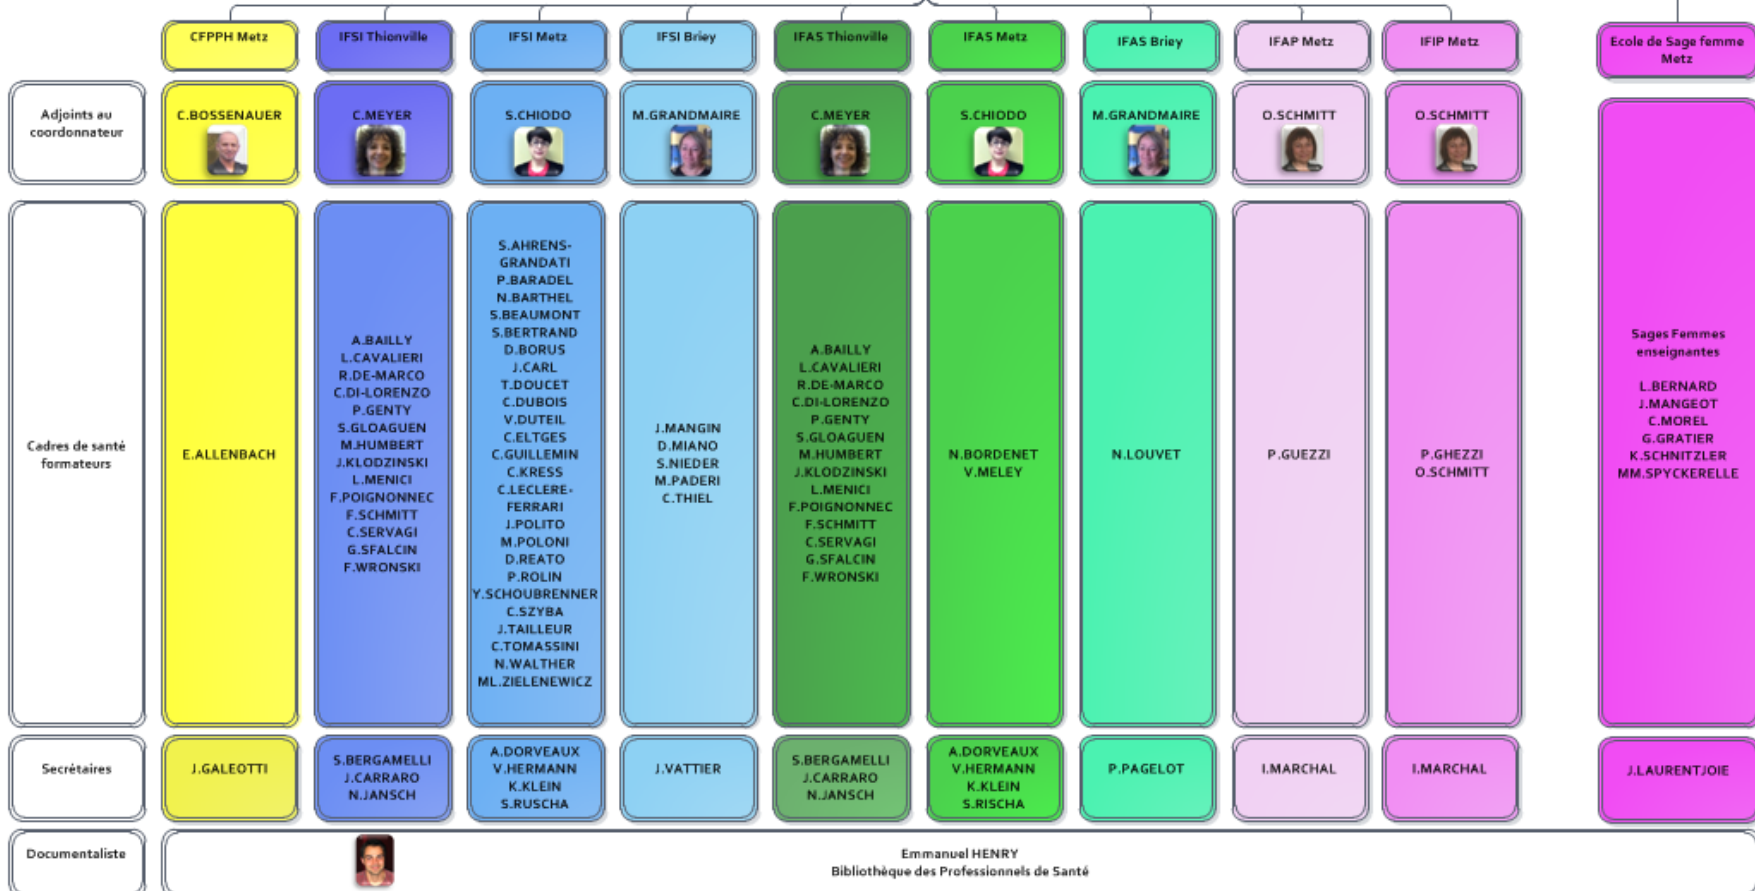 CFPPH Metz
IFSI Thionville
IFSI Metz
IFSI Briey
IFAS Thionville
IFAS Metz
IFAS Briey
IFAP Metz
IFIP Metz
Ecole de Sage femme
Metz
Adjoints au
coordonnateur
C.BOSSENAUER
C.MEYER
S.CHIODO
M.GRANDMAIRE
C.MEYER
S.CHIODO
M.GRANDMAIRE
O.SCHMITT
O.SCHMITT
Cadres de santé
formateurs
E.ALLENBACH
A.BAILLY
L.CAVALIERI
R.DE-MARCO
C.DI-LORENZO
P.GENTY
S.GLOAGUEN
M.HUMBERT
J.KLODZINSKI
L.MENICI
F.POIGNONNEC
F.SCHMITT
C.SERVAGI
G.SFALCIN
F.WRONSKI
S.AHRENS-
GRANDATI
P.BARADEL
N.BARTHEL
S.BEAUMONT
S.BERTRAND
D.BORUS
J.CARL
T.DOUCET
C.DUBOIS
V.DUTEIL
C.ELTGES
C.GUILLEMIN
C.KRESS
C.LECLERE-
FERRARI
J.POLITO
M.POLONI
D.REATO
P.ROLIN
Y.SCHOUBRENNER
C.SZYBA
J.TAILLEUR
C.TOMASSINI
N.WALTHER
ML.ZIELENEWICZ
J.MANGIN
D.MIANO
S.NIEDER
M.PADERI
C.THIEL
A.BAILLY
L.CAVALIERI
R.DE-MARCO
C.DI-LORENZO
P.GENTY
S.GLOAGUEN
M.HUMBERT
J.KLODZINSKI
L.MENICI
F.POIGNONNEC
F.SCHMITT
C.SERVAGI
G.SFALCIN
F.WRONSKI
N.BORDENET
V.MELEY
N.LOUVET
P.GUEZZI
P.GHEZZI
O.SCHMITT
Sages Femmes
enseignantes
L.BERNARD
J.MANGEOT
C.MOREL
G.GRATIER
K.SCHNITZLER
MM.SPYCKERELLE
Secrétaires
J.GALEOTTI
S.BERGAMELLI
J.CARRARO
N.JANSCH
A.DORVEAUX
V.HERMANN
K.KLEIN
S.RUSCHA
J.VATTIER
S.BERGAMELLI
J.CARRARO
N.JANSCH
A.DORVEAUX
V.HERMANN
K.KLEIN
S.RISCHA
P.PAGELOT
I.MARCHAL
I.MARCHAL
J.LAURENTJOIE
Documentaliste
Emmanuel HENRY
Bibliothèque des Professionnels de Santé